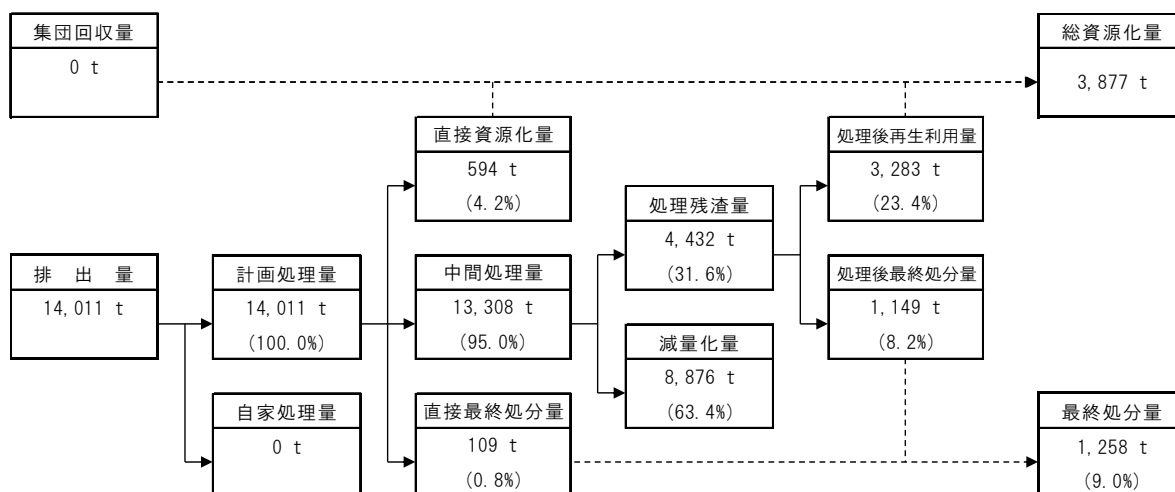 集団回収量
0 t
総資源化量
3,877 t
直接資源化量
594 t
(4.2%)
処理後再生利用量
3,283 t
(23.4%)
処理残渣量
4,432 t
(31.6%)
排 出 量
14,011 t
計画処理量
14,011 t
(100.0%)
中間処理量
13,308 t
(95.0%)
処理後最終処分量
1,149 t
(8.2%)
減量化量
8,876 t
(63.4%)
自家処理量
0 t
直接最終処分量
109 t
(0.8%)
最終処分量
1,258 t
(9.0%)